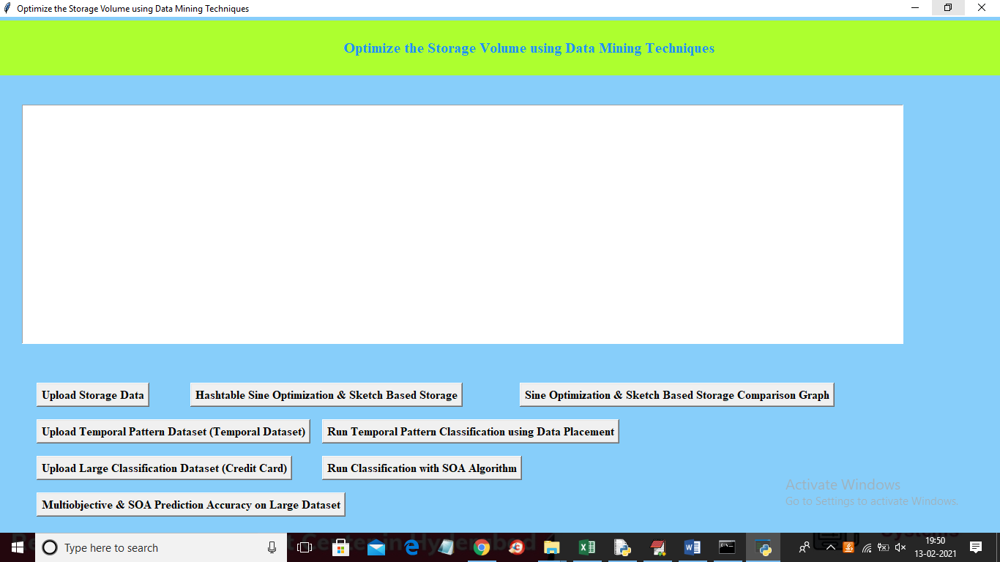 Optimize the Storage Volume using Data Mining Techniques
Optimize the Storage Volume using Data Mining Techniques
Upload Storage Data
Hashtable Sine Optimization & Sketch Based Storage
Sine Optimization & Sketch Based Storage Comparison Graph
Upload Temporal Pattern Dataset (Temporal Dataset)
Run Temporal Pattern Classification using Data Placement
Upload Large Classification Dataset (Credit Card)
Run Classification with SOA Algorithm
Multiobjective & SOA Prediction Accuracy on Large Dataset
Activate Windows
Go to Settings to activate Windows.
Type here to search
Systems
19:50
13-02-2021